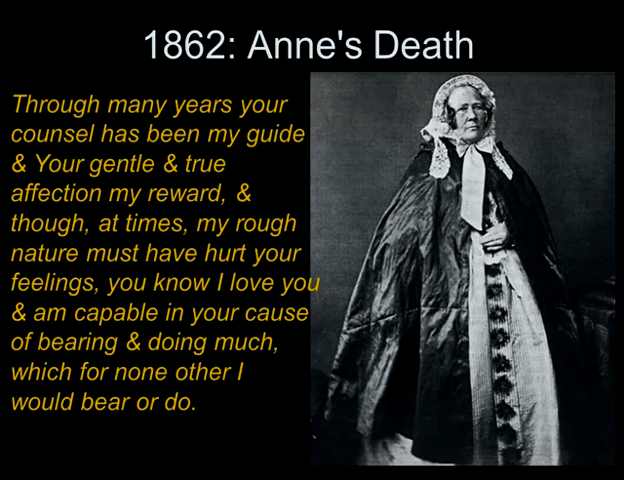 1862: Anne's Death
Through many years your
counsel has been my guide
& Your gentle & true
affection my reward, &
though, at times, my rough
nature must have hurt your
feelings, you know I love you
& am capable in your cause
of bearing & doing much,
which for none other I
would bear or do.